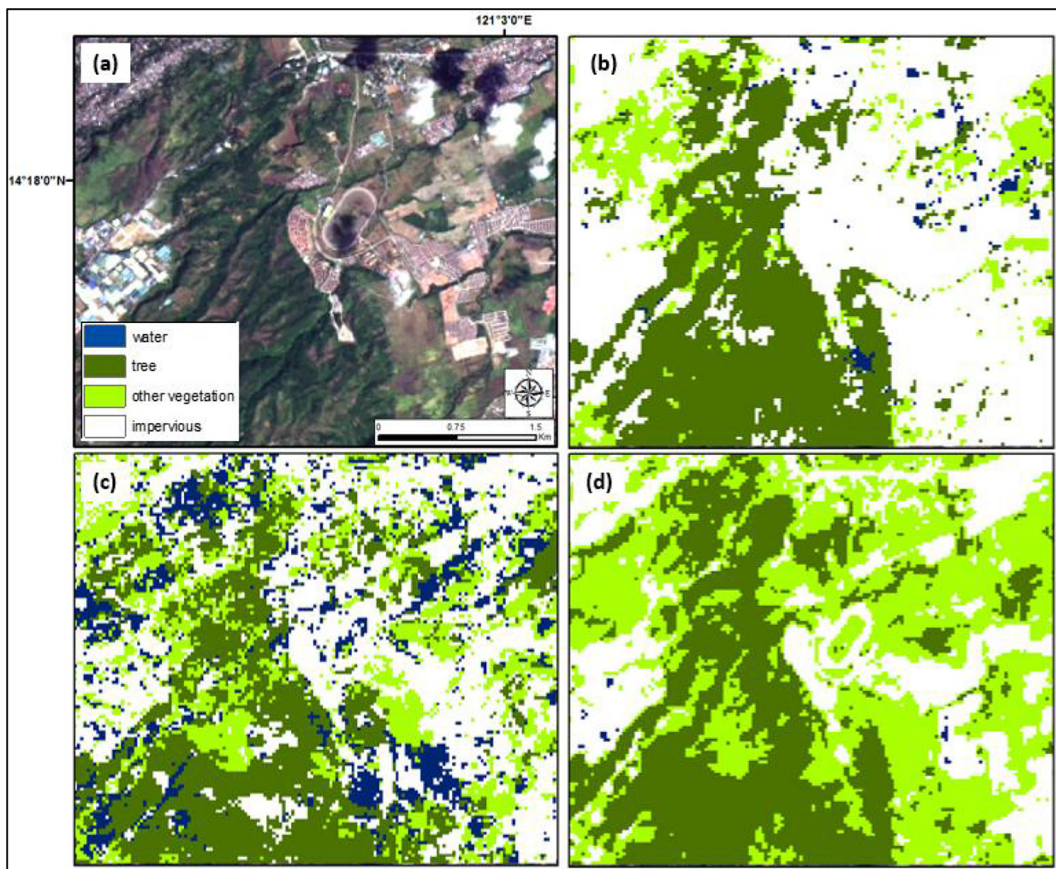 121°3'0"E
(a)
(b)
14°18'0"N
water
tree
other vegetation
impervious
W
E
0
0.75
1.5
Km
(c)
(d)